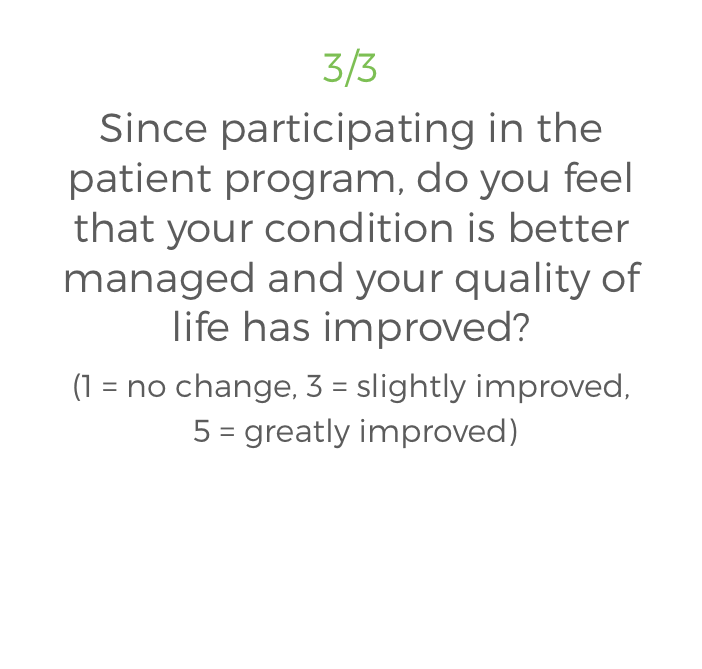 3/3
Since participating in the
patient program, do you feel
that your condition is better
managed and your quality of
life has improved?
(1 = no change, 3 = slightly improved,
5 = greatly improved)